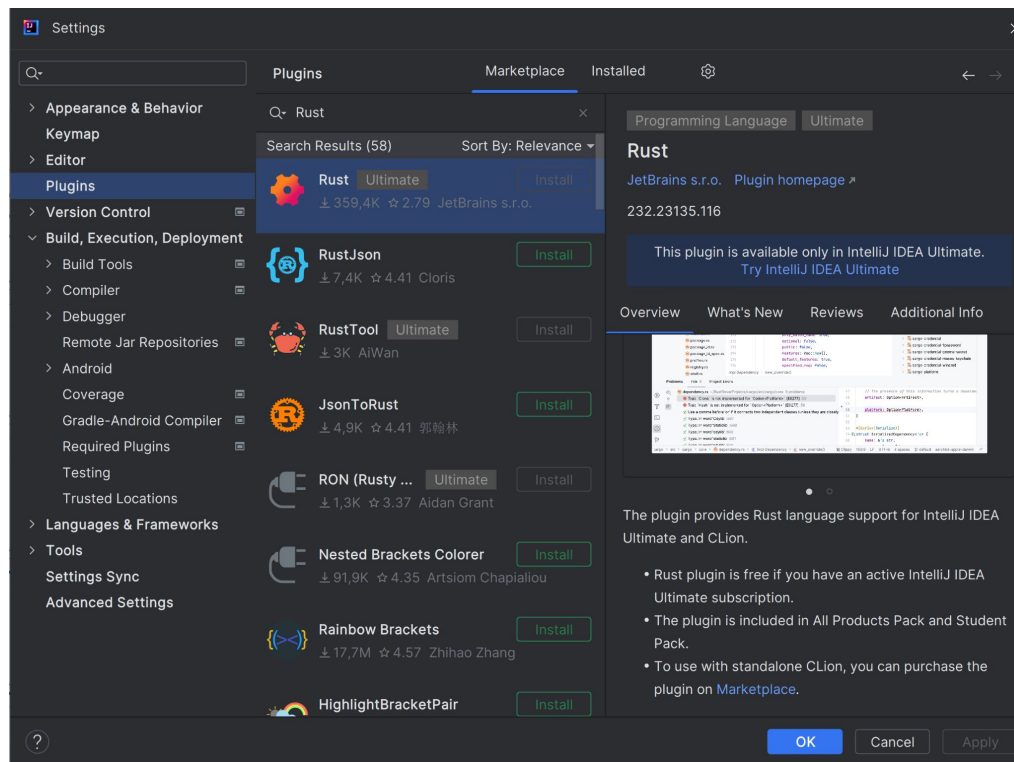 Settings
Plugins
Marketplace
Installed
Appearance & Behavior
Keymap
Editor
Plugins
Version Control
Build, Execution, Deployment
Build Tools
Compiler
Debugger
Remote Jar Repositories
Android
Coverage
Gradle-Android Compiler
Required Plugins
Testing
Trusted Locations
Languages & Frameworks
Tools
Settings Sync
Advanced Settings
Rust
Search Results (58) Sort By: Relevance
Rust Ultimate Install
359,4K 2.79 JetBrains s.r.o.
RustJson Install
7,4K 4.41 Cloris
RustTool Ultimate Install
3K AiWan
JsonToRust Install
4,9K 4.41 郭翰林
RON (Rusty ... Ultimate Install
1,3K 3.37 Aidan Grant
Nested Brackets Colorer Install
91,9K 4.35 Artsiom Chapialiou
Rainbow Brackets Install
17,7M 4.57 Zhihao Zhang
HighlightBracketPair Install
Programming Language Ultimate
Rust
JetBrains s.r.o. Plugin homepage
232.23135.116
This plugin is available only in IntelliJ IDEA Ultimate.
Try IntelliJ IDEA Ultimate
Overview What's New Reviews Additional Info
The plugin provides Rust language support for IntelliJ IDEA
Ultimate and CLion.
• Rust plugin is free if you have an active IntelliJ IDEA
Ultimate subscription.
• The plugin is included in All Products Pack and Student
Pack.
• To use with standalone CLion, you can purchase the
plugin on Marketplace.
? OK Cancel Apply